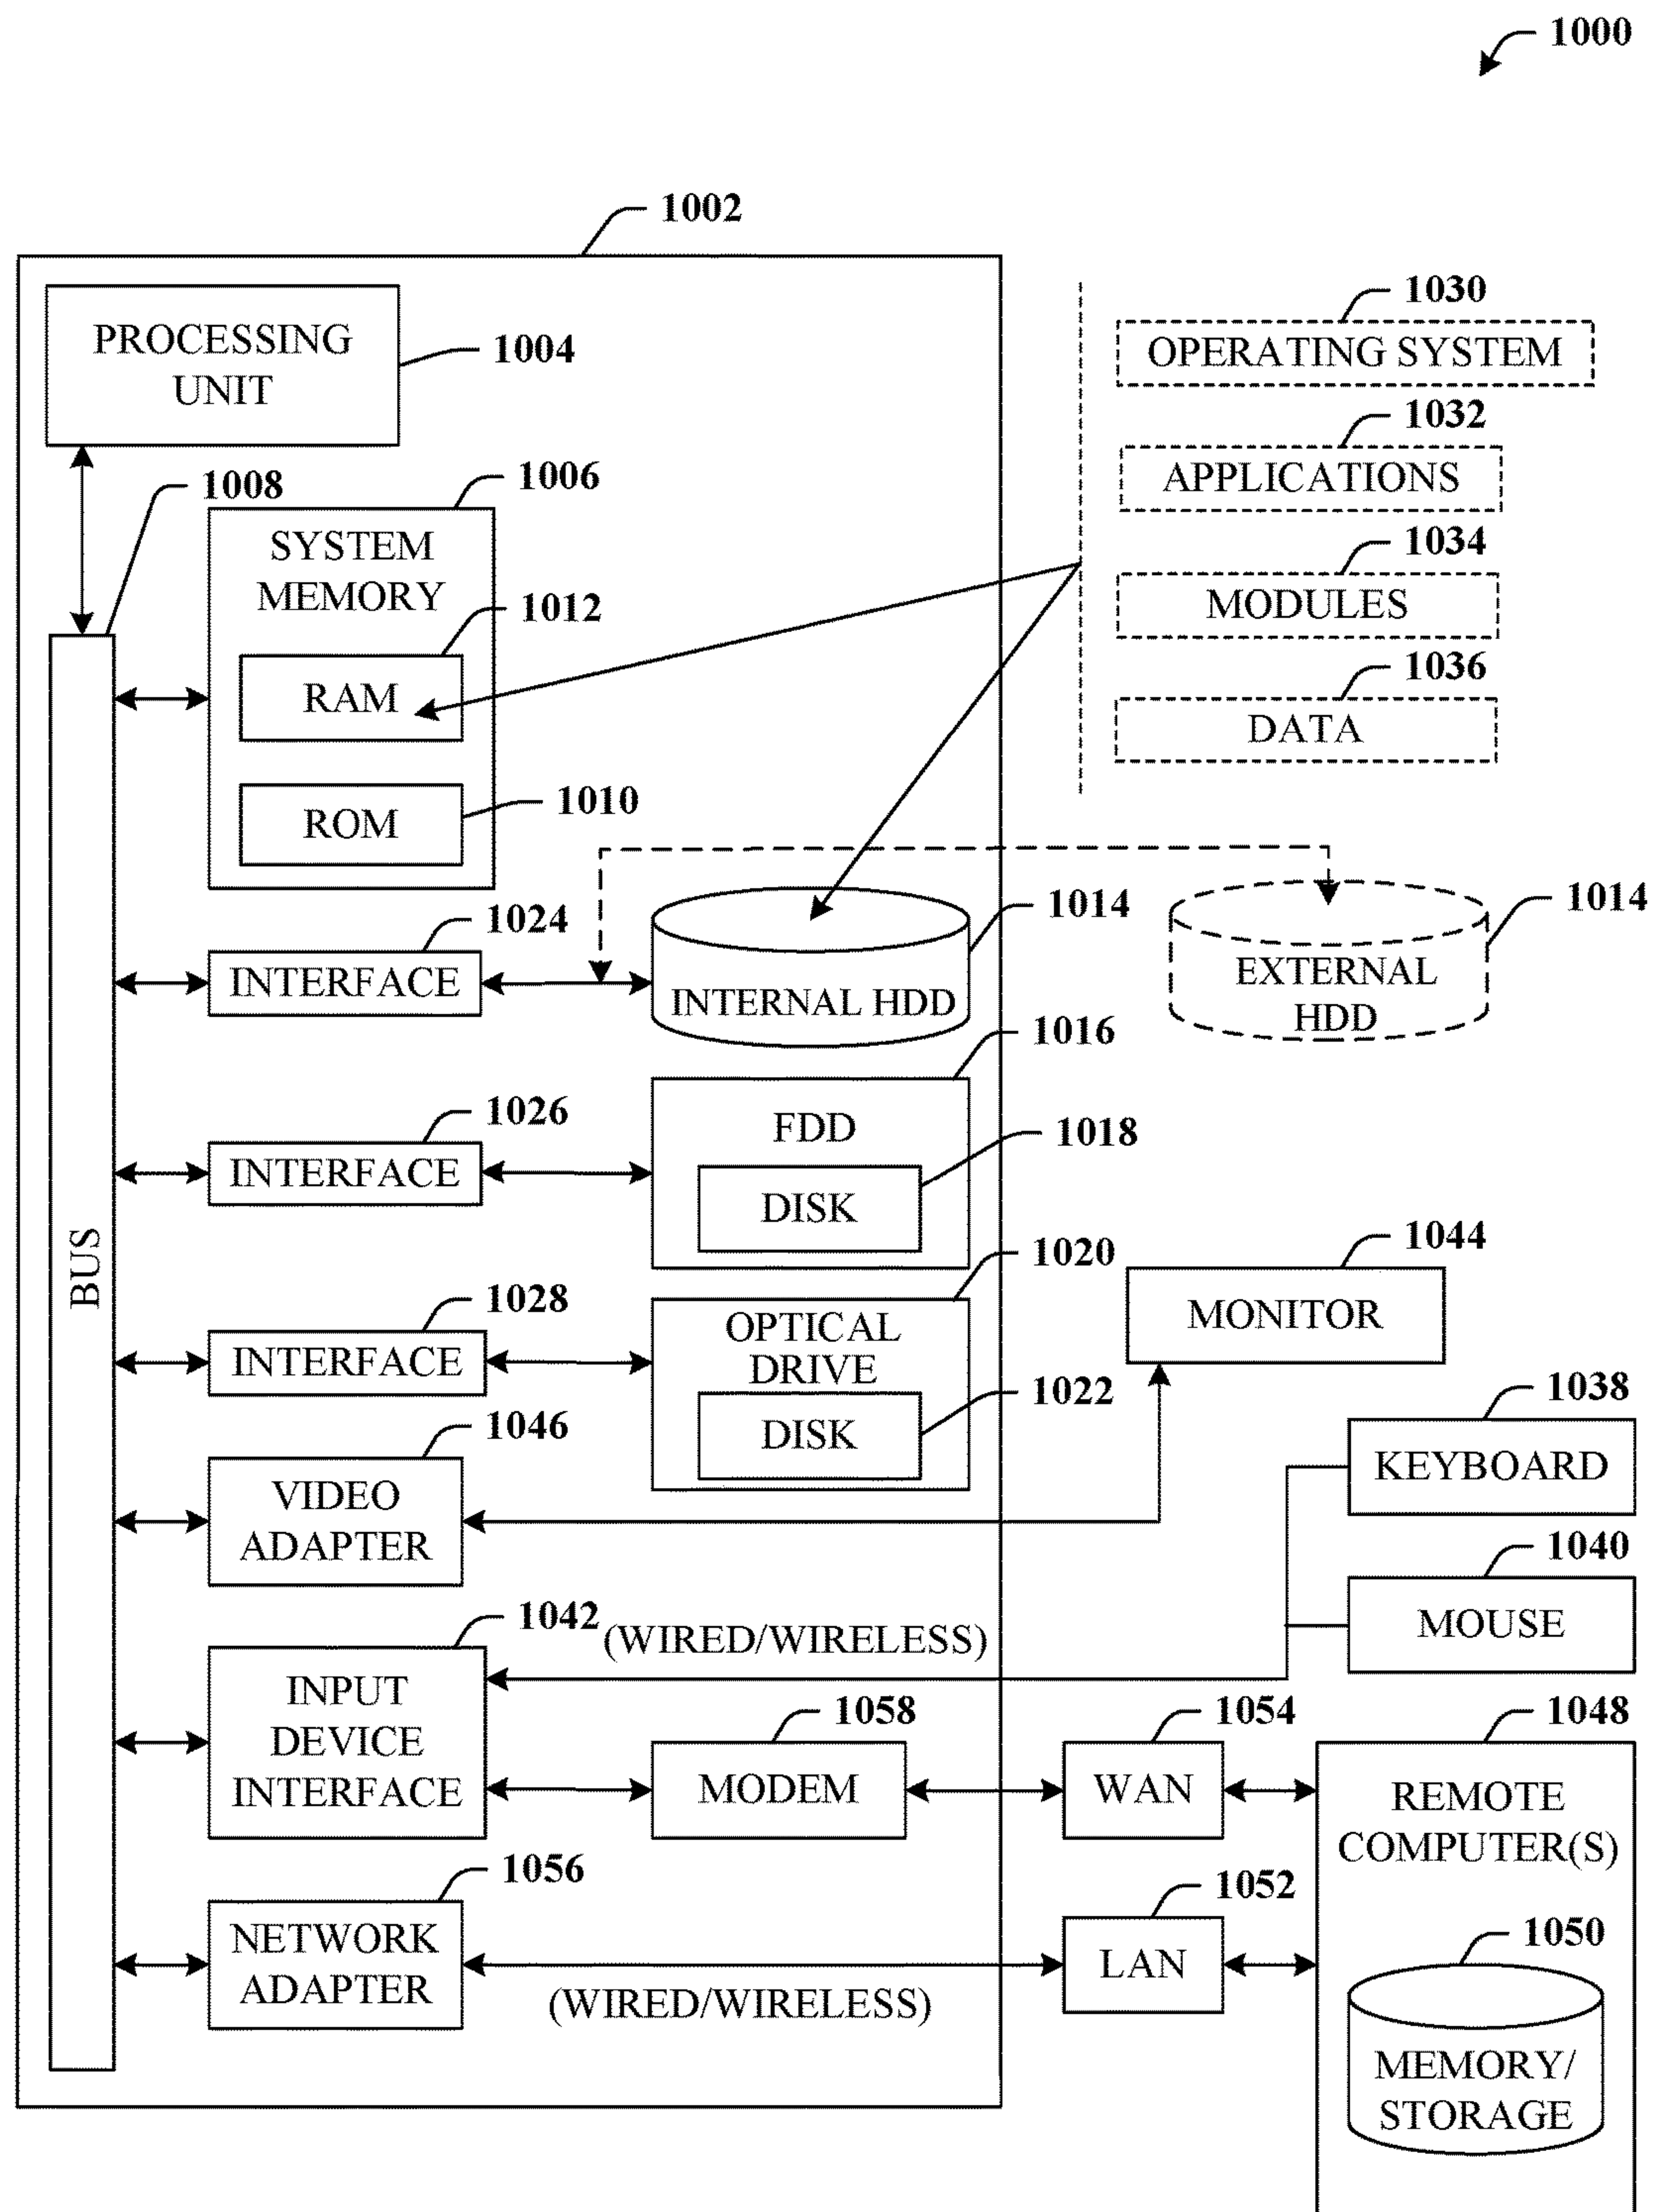 1000
1002
PROCESSING
UNIT
1004
1030
OPERATING SYSTEM
1032
APPLICATIONS
1034
MODULES
1036
DATA
1008
1006
SYSTEM
MEMORY
1012
RAM
1010
ROM
1024
INTERFACE
1014
INTERNAL HDD
1014
EXTERNAL
HDD
1026
INTERFACE
1016
FDD
1018
DISK
BUS
1028
INTERFACE
1020
OPTICAL
DRIVE
1022
DISK
1044
MONITOR
1046
VIDEO
ADAPTER
1038
KEYBOARD
1040
MOUSE
1042
(WIRED/WIRELESS)
INPUT
DEVICE
INTERFACE
1058
MODEM
1054
WAN
1048
REMOTE
COMPUTER(S)
1056
NETWORK
ADAPTER
(WIRED/WIRELESS)
1052
LAN
1050
MEMORY/
STORAGE